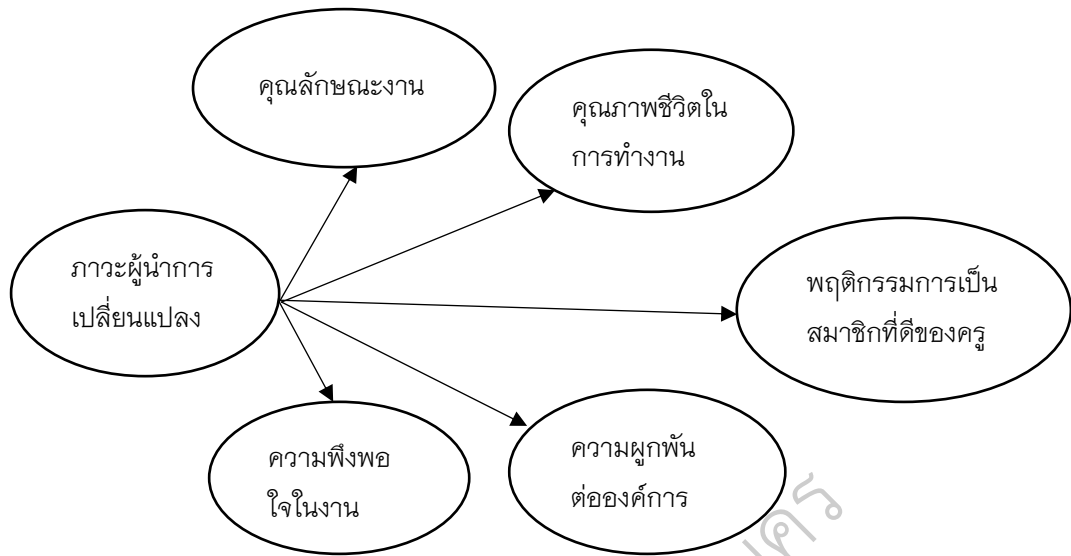 คุณลักษณะงาน
คุณภาพชีวิตใน
การทำงาน
ภาวะผู้นำการ
เปลี่ยนแปลง
พฤติกรรมการเป็น
สมาชิกที่ดีของครู
ความพึงพอ
ใจในงาน
ความผูกพัน
ต่อองค์การ